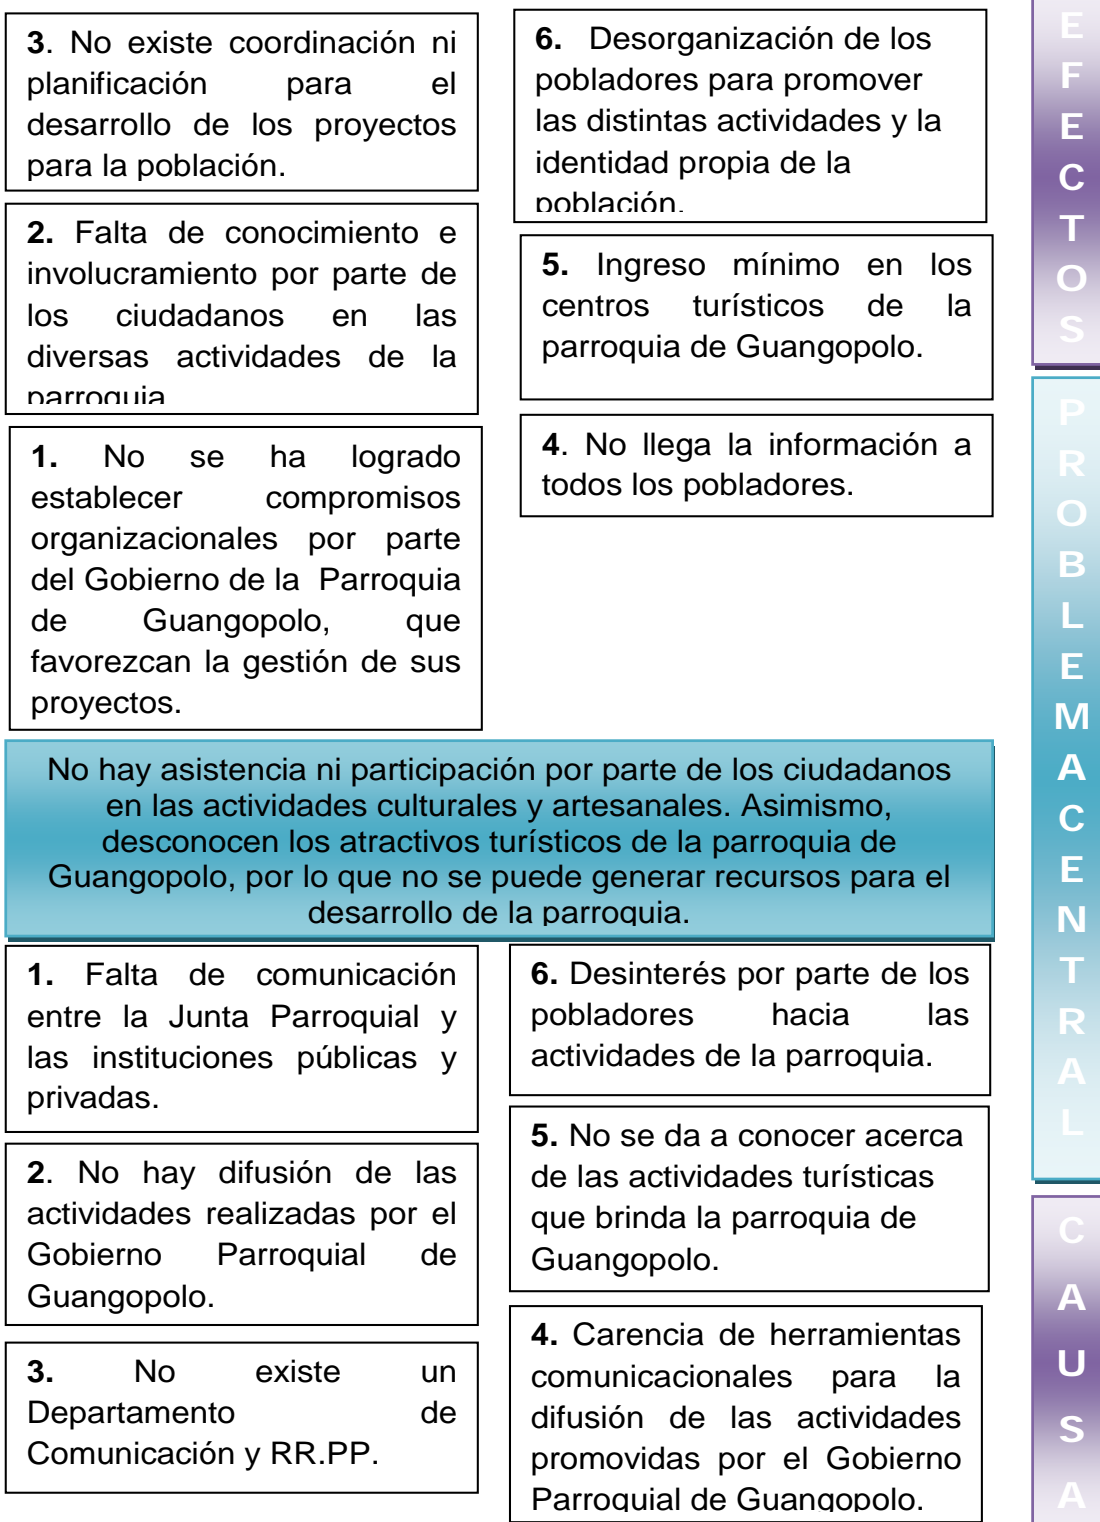 3. No existe coordinación ni
planificación para el
desarrollo de los proyectos
para la población.
2. Falta de conocimiento e
involucramiento por parte de
los ciudadanos en las
diversas actividades de la
parroquia
1. No se ha logrado
establecer compromisos
organizacionales por parte
del Gobierno de la Parroquia
de Guangopolo, que
favorezcan la gestión de sus
proyectos.
6. Desorganización de los
pobladores para promover
las distintas actividades y la
identidad propia de la
población.
5. Ingreso mínimo en los
centros turísticos de la
parroquia de Guangopolo.
4. No llega la información a
todos los pobladores.
No hay asistencia ni participación por parte de los ciudadanos
en las actividades culturales y artesanales. Asimismo,
desconocen los atractivos turísticos de la parroquia de
Guangopolo, por lo que no se puede generar recursos para el
desarrollo de la parroquia.
1. Falta de comunicación
entre la Junta Parroquial y
las instituciones públicas y
privadas.
2. No hay difusión de las
actividades realizadas por el
Gobierno Parroquial de
Guangopolo.
3. No existe un
Departamento de
Comunicación y RR.PP.
6. Desinterés por parte de los
pobladores hacia las
actividades de la parroquia.
5. No se da a conocer acerca
de las actividades turísticas
que brinda la parroquia de
Guangopolo.
4. Carencia de herramientas
comunicacionales para la
difusión de las actividades
promovidas por el Gobierno
Parroquial de Guangopolo.
E
F
E
C
T
O
S
P
R
O
B
L
E
M
A
C
E
N
T
R
A
L
C
A
U
S
A